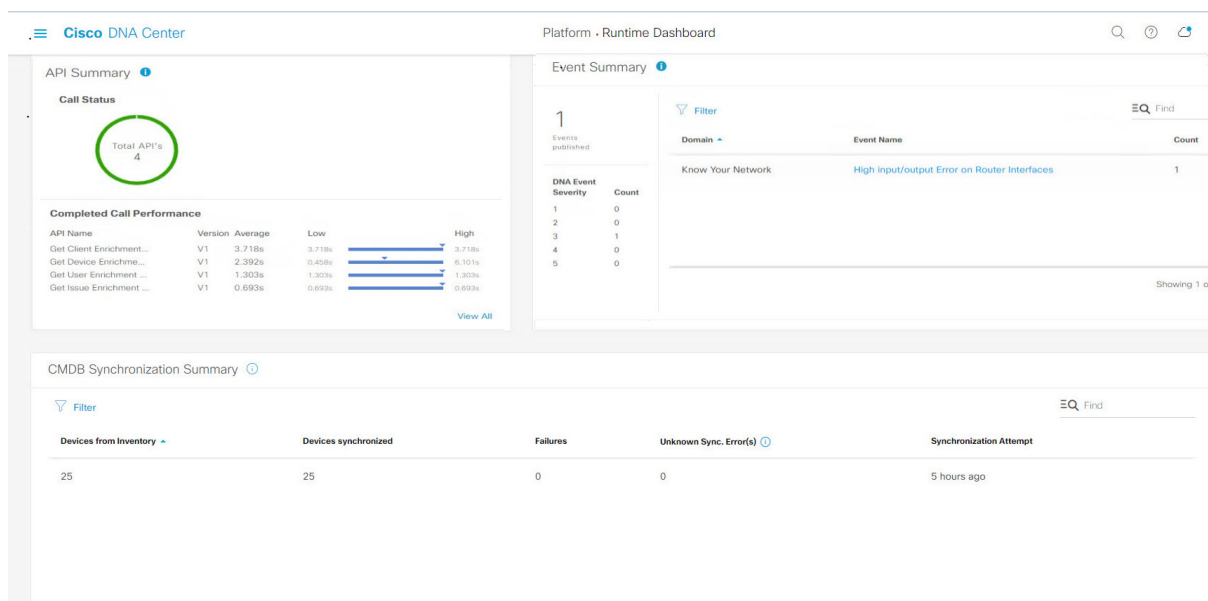 Cisco DNA Center
Platform • Runtime Dashboard
API Summary
Call Status
Total API's
4
Completed Call Performance
API Name Version Average Low High
Get Client Enrichment... V1 3.718s 3.718s 3.718s
Get Device Enrichme... V1 2.392s 0.458s 6.101s
Get User Enrichment ... V1 1.303s 1.303s 1.303s
Get Issue Enrichment ... V1 0.693s 0.693s 0.693s
View All
Event Summary
1
Events
published
DNA Event
Severity Count
1 0
2 0
3 1
4 0
5 0
Filter
Find
Domain Event Name Count
Know Your Network High input/output Error on Router Interfaces 1
Showing 1 o
CMDB Synchronization Summary
Filter
Find
Devices from Inventory Devices synchronized Failures Unknown Sync. Error(s) Synchronization Attempt
25 25 0 0 5 hours ago